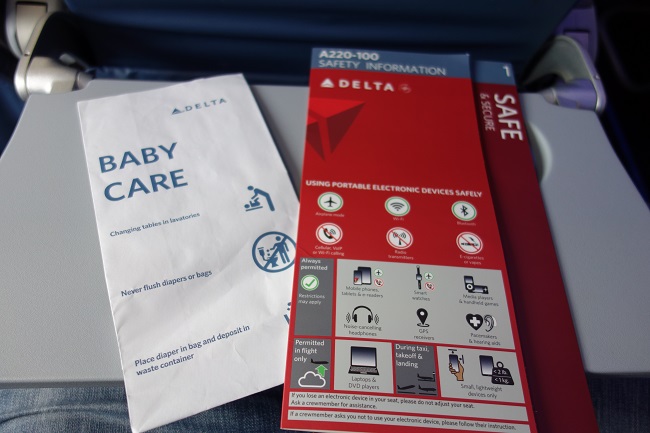 DELTA
BABY
CARE
Changing tables in lavatories
Never flush diapers or bags
Place diaper in bag and deposit in
waste container
A220-100
SAFETY INFORMATION
DELTA
USING PORTABLE ELECTRONIC DEVICES SAFELY
Airplane mode
Wi-Fi
Bluetooth
Cellular, VoIP
or Wi-Fi calling
Radio
transmitters
E-cigarettes
or vapes
Always
permitted
Restrictions
may apply
Mobile phones,
tablets & e-readers
Smart
watches
Media players
& handheld games
Noise-cancelling
headphones
GPS
receivers
Pacemakers
& hearing aids
Permitted
in flight
only
Laptops &
DVD players
During taxi,
takeoff &
landing
< 2 lb.
< 1 kg.
Small, lightweight
devices only
If you lose an electronic device in your seat, please do not adjust your seat.
Ask a crewmember for assistance.
If a crewmember asks you not to use your electronic device, please follow their instruction.
1
SAFE
& SECURE